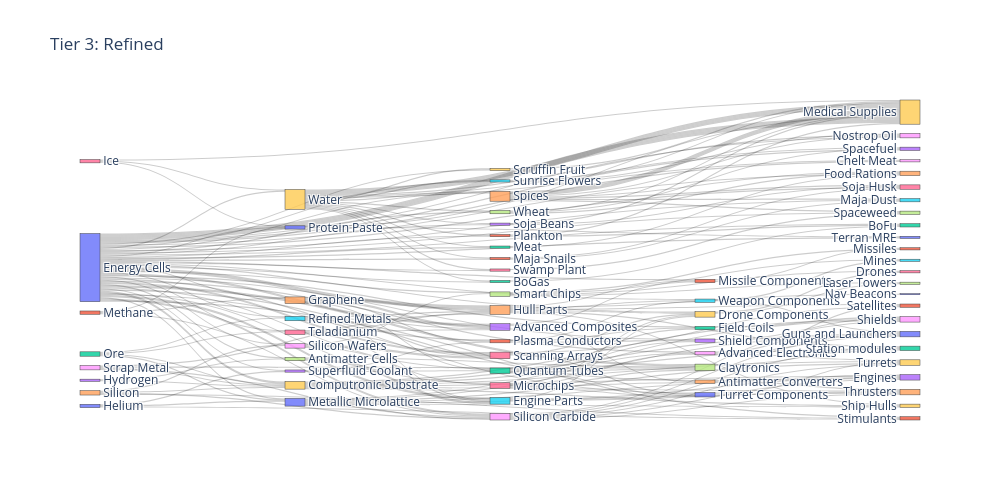 Tier 3: Refined
Ice
Energy Cells
Methane
Ore
Scrap Metal
Hydrogen
Silicon
Helium
Water
Protein Paste
Graphene
Refined Metals
Teladianium
Silicon Wafers
Antimatter Cells
Superfluid Coolant
Computronic Substrate
Metallic Microlattice
Scruffin Fruit
Sunrise Flowers
Spices
Wheat
Soja Beans
Plankton
Meat
Maja Snails
Swamp Plant
BoGas
Smart Chips
Hull Parts
Advanced Composites
Plasma Conductors
Scanning Arrays
Quantum Tubes
Microchips
Engine Parts
Silicon Carbide
Missile Components
Weapon Components
Drone Components
Field Coils
Shield Components
Advanced Electronics
Claytronics
Antimatter Converters
Turret Components
Medical Supplies
Nostrop Oil
Spacefuel
Chelt Meat
Food Rations
Soja Husk
Maja Dust
Spaceweed
BoFu
Terran MRE
Missiles
Mines
Drones
Laser Towers
Nav Beacons
Satellites
Shields
Guns and Launchers
Station modules
Turrets
Engines
Thrusters
Ship Hulls
Stimulants